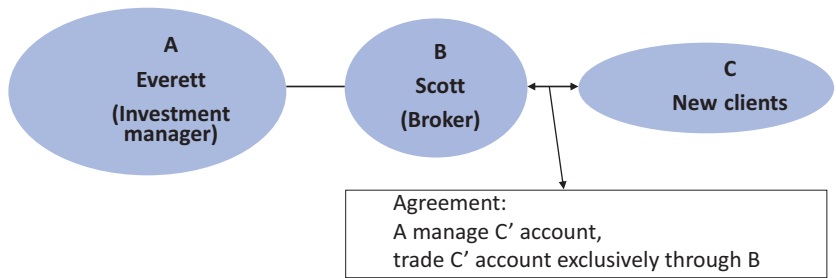 A
Everett
(Investment
manager)
B
Scott
(Broker)
C
New clients
Agreement:
A manage C' account,
trade C' account exclusively through B